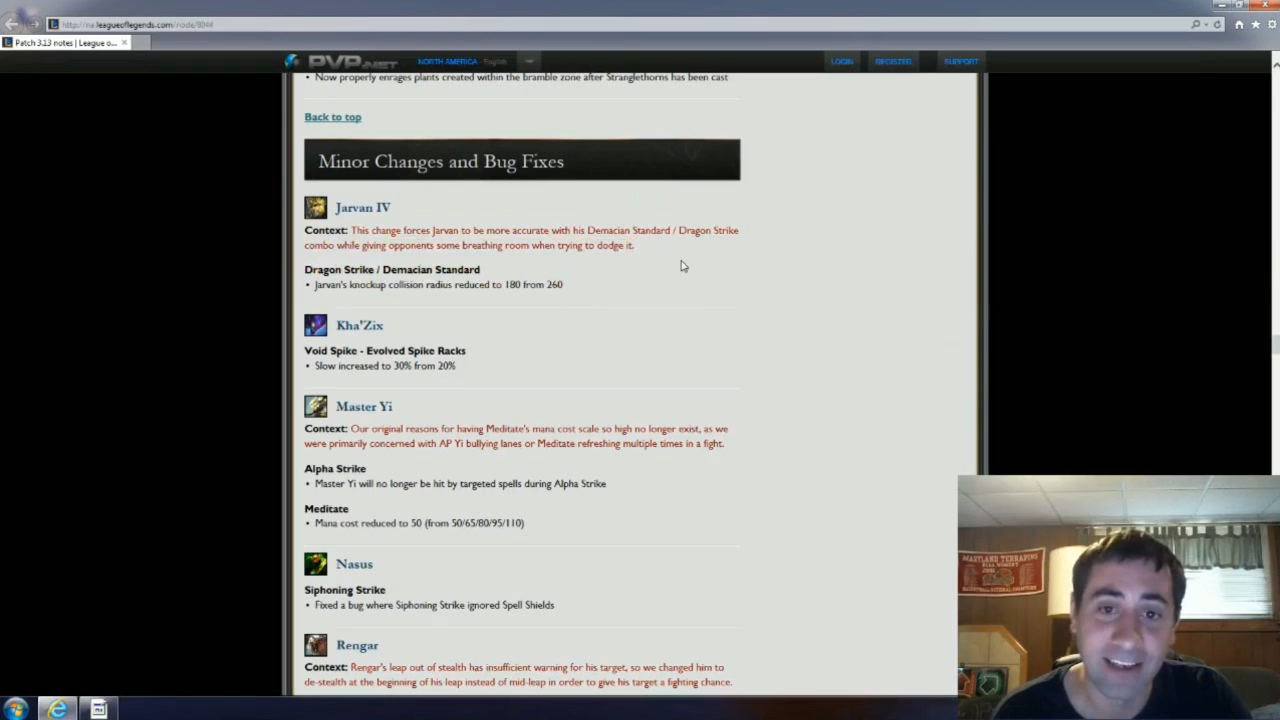 http://na.leagueoflegends.com/node/8044
Patch 3.13 notes | League o...
PVP.NET
NORTH AMERICA - English
LOGIN
REGISTER
SUPPORT
• Now properly enrages plants created within the bramble zone after Stranglethorns has been cast
Back to top
Minor Changes and Bug Fixes
Jarvan IV
Context: This change forces Jarvan to be more accurate with his Demacian Standard / Dragon Strike
combo while giving opponents some breathing room when trying to dodge it.
Dragon Strike / Demacian Standard
• Jarvan's knockup collision radius reduced to 180 from 260
Kha'Zix
Void Spike - Evolved Spike Racks
• Slow increased to 30% from 20%
Master Yi
Context: Our original reasons for having Meditate's mana cost scale so high no longer exist, as we
were primarily concerned with AP Yi bullying lanes or Meditate refreshing multiple times in a fight.
Alpha Strike
• Master Yi will no longer be hit by targeted spells during Alpha Strike
Meditate
• Mana cost reduced to 50 (from 50/65/80/95/110)
Nasus
Siphoning Strike
• Fixed a bug where Siphoning Strike ignored Spell Shields
Rengar
Context: Rengar's leap out of stealth has insufficient warning for his target, so we changed him to
de-stealth at the beginning of his leap instead of mid-leap in order to give his target a fighting chance.
MARYLAND TERRAPINS